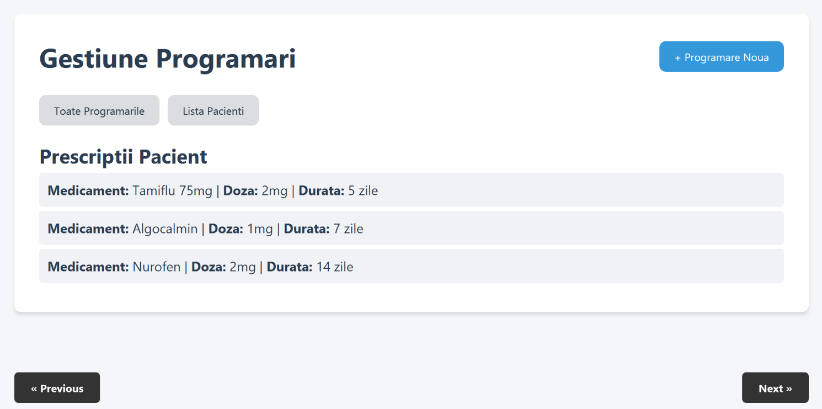 Gestiune Programari
+ Programare Noua
Toate Programarile
Lista Pacienti
Prescriptii Pacient
Medicament: Tamiflu 75mg | Doza: 2mg | Durata: 5 zile
Medicament: Algocalmin | Doza: 1mg | Durata: 7 zile
Medicament: Nurofen | Doza: 2mg | Durata: 14 zile
« Previous
Next »